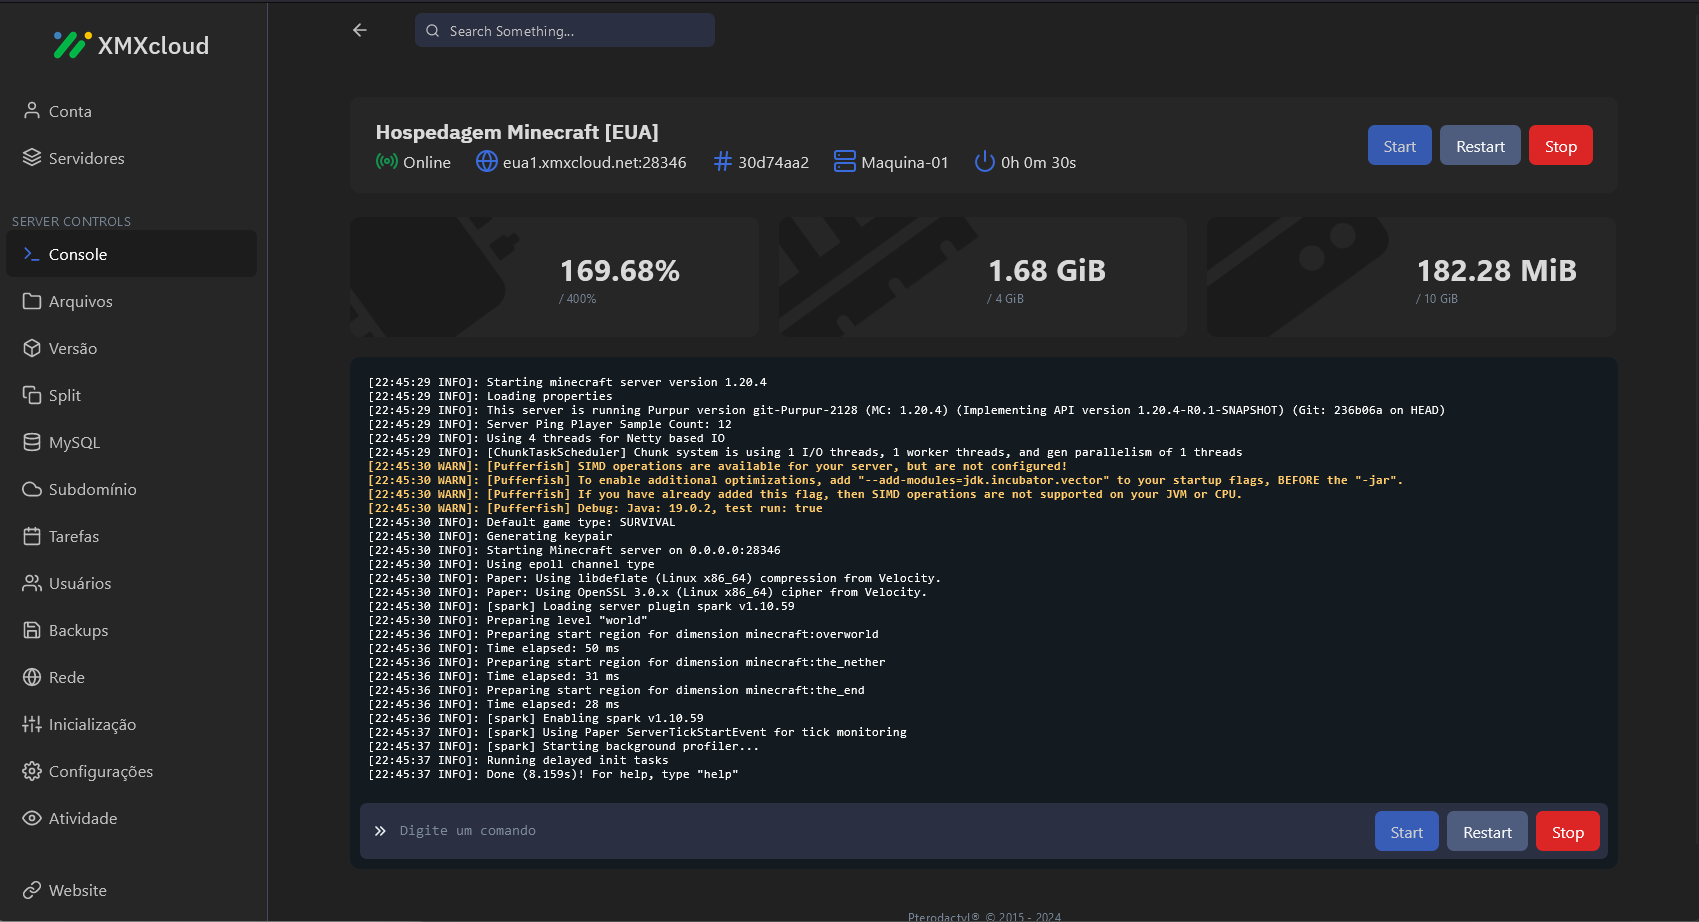 XMXcloud
Search Something...
Conta
Servidores
SERVER CONTROLS
Console
Arquivos
Versão
Split
MySQL
Subdomínio
Tarefas
Usuários
Backups
Rede
Inicialização
Configurações
Atividade
Website
Hospedagem Minecraft [EUA]
Online eua1.xmxcloud.net:28346 30d74aa2 Maquina-01 0h 0m 30s
Start Restart Stop
169.68%
/ 400%
1.68 GiB
/ 4 GiB
182.28 MiB
/ 10 GiB
[22:45:29 INFO]: Starting minecraft server version 1.20.4
[22:45:29 INFO]: Loading properties
[22:45:29 INFO]: This server is running Purpur version git-Purpur-2128 (MC: 1.20.4) (Implementing API version 1.20.4-R0.1-SNAPSHOT) (Git: 236b06a on HEAD)
[22:45:29 INFO]: Server Ping Player Sample Count: 12
[22:45:29 INFO]: Using 4 threads for Netty based IO
[22:45:29 INFO]: [ChunkTaskScheduler] Chunk system is using 1 I/O threads, 1 worker threads, and gen parallelism of 1 threads
[22:45:30 WARN]: [Pufferfish] SIMD operations are available for your server, but are not configured!
[22:45:30 WARN]: [Pufferfish] To enable additional optimizations, add "--add-modules=jdk.incubator.vector" to your startup flags, BEFORE the "-jar".
[22:45:30 WARN]: [Pufferfish] If you have already added this flag, then SIMD operations are not supported on your JVM or CPU.
[22:45:30 WARN]: [Pufferfish] Debug: Java: 19.0.2, test run: true
[22:45:30 INFO]: Default game type: SURVIVAL
[22:45:30 INFO]: Generating keypair
[22:45:30 INFO]: Starting Minecraft server on 0.0.0.0:28346
[22:45:30 INFO]: Using epoll channel type
[22:45:30 INFO]: Paper: Using libdeflate (Linux x86_64) compression from Velocity.
[22:45:30 INFO]: Paper: Using OpenSSL 3.0.x (Linux x86_64) cipher from Velocity.
[22:45:30 INFO]: [spark] Loading server plugin spark v1.10.59
[22:45:30 INFO]: Preparing level "world"
[22:45:36 INFO]: Preparing start region for dimension minecraft:overworld
[22:45:36 INFO]: Time elapsed: 50 ms
[22:45:36 INFO]: Preparing start region for dimension minecraft:the_nether
[22:45:36 INFO]: Time elapsed: 31 ms
[22:45:36 INFO]: Preparing start region for dimension minecraft:the_end
[22:45:36 INFO]: Time elapsed: 28 ms
[22:45:36 INFO]: [spark] Enabling spark v1.10.59
[22:45:37 INFO]: [spark] Using Paper ServerTickStartEvent for tick monitoring
[22:45:37 INFO]: [spark] Starting background profiler...
[22:45:37 INFO]: Running delayed init tasks
[22:45:37 INFO]: Done (8.159s)! For help, type "help"
» Digite um comando
Start Restart Stop
Pterodactyl® © 2015 - 2024